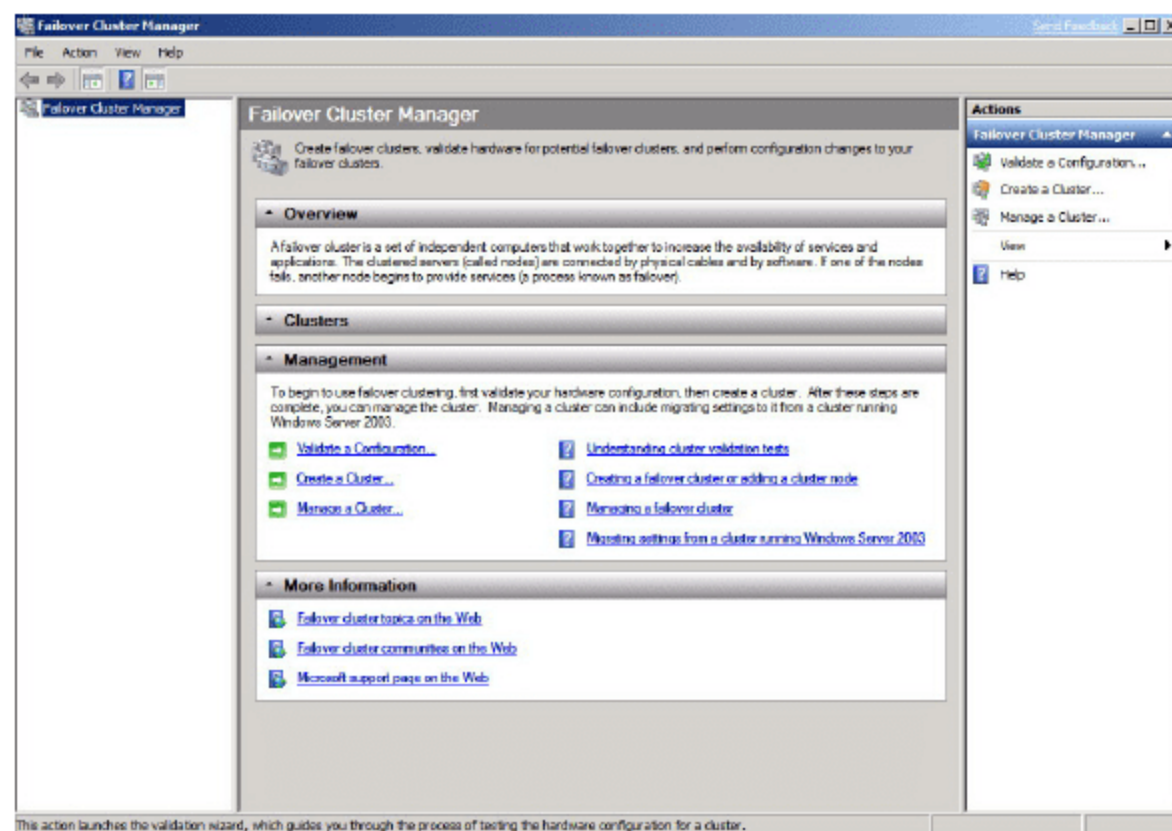 Failover Cluster Manager
Send Feedback
File Action View Help
Failover Cluster Manager
Failover Cluster Manager
Create failover clusters, validate hardware for potential failover clusters, and perform configuration changes to your
failover clusters.
Overview
A failover cluster is a set of independent computers that work together to increase the availability of services and
applications. The clustered servers (called nodes) are connected by physical cables and by software. If one of the nodes
fails, another node begins to provide services (a process known as failover).
Clusters
Management
To begin to use failover clustering, first validate your hardware configuration, then create a cluster. After these steps are
complete, you can manage the cluster. Managing a cluster can include migrating settings to it from a cluster running
Windows Server 2003.
Validate a Configuration...
Understanding cluster validation tests
Create a Cluster...
Creating a failover cluster or adding a cluster node
Manage a Cluster...
Managing a failover cluster
Migrating settings from a cluster running Windows Server 2003
More Information
Failover cluster topics on the Web
Failover cluster communities on the Web
Microsoft support page on the Web
Actions
Failover Cluster Manager
Validate a Configuration...
Create a Cluster...
Manage a Cluster...
View
Help
This action launches the validation wizard, which guides you through the process of testing the hardware configuration for a cluster.